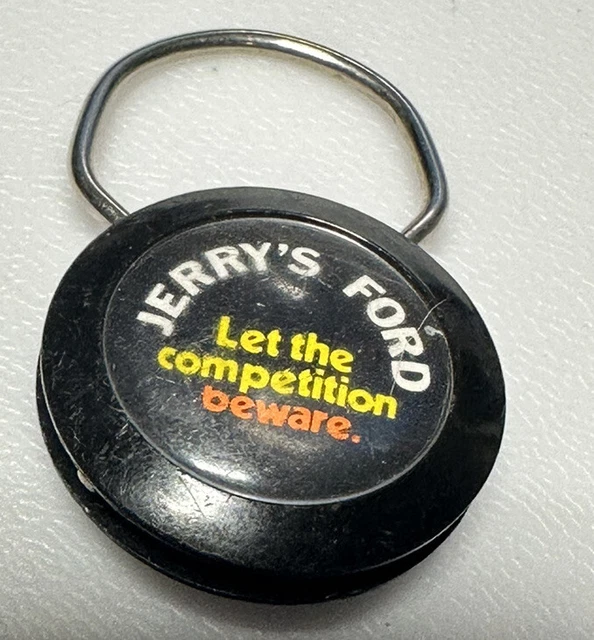 JERRY'S FORD
Let the
competition
beware.